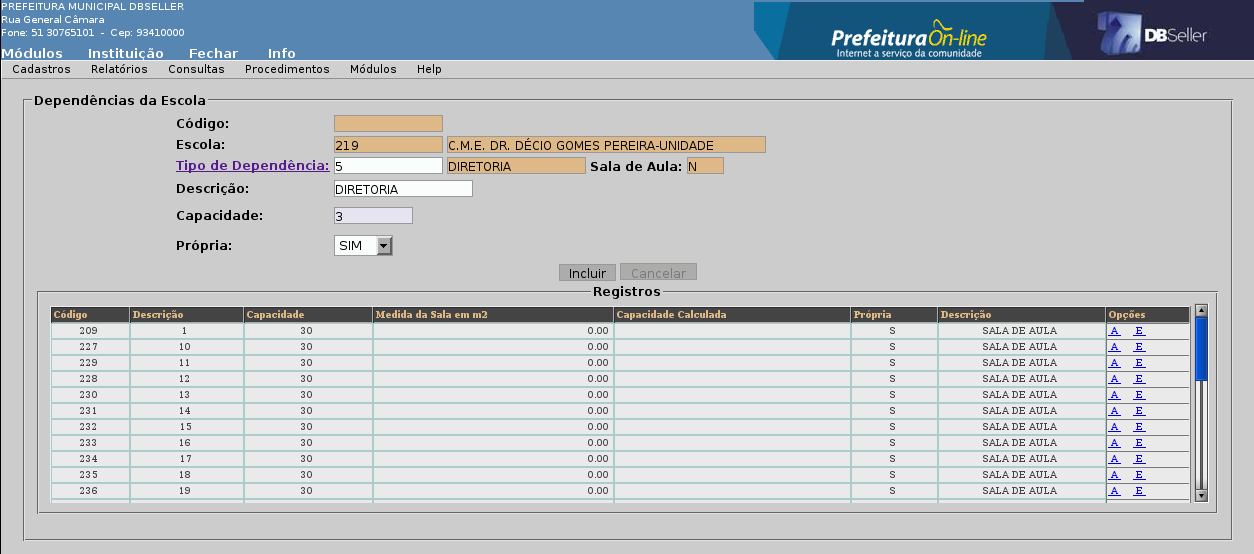 PREFEITURA MUNICIPAL DBSELLER
Rua General Câmara
Fone: 51 30765101 - Cep: 93410000
PrefeituraOn-line
Internet a serviço da comunidade
DBSeller
Módulos Instituição Fechar Info
Cadastros Relatórios Consultas Procedimentos Módulos Help
Dependências da Escola
Código:
Escola: 219 C.M.E. DR. DÉCIO GOMES PEREIRA-UNIDADE
Tipo de Dependência: 5 DIRETORIA Sala de Aula: N
Descrição: DIRETORIA
Capacidade: 3
Própria: SIM
Incluir Cancelar
Registros
Código Descrição Capacidade Medida da Sala em m2 Capacidade Calculada Própria Descrição Opções
209 1 30 0.00 S SALA DE AULA A E
227 10 30 0.00 S SALA DE AULA A E
229 11 30 0.00 S SALA DE AULA A E
228 12 30 0.00 S SALA DE AULA A E
230 13 30 0.00 S SALA DE AULA A E
231 14 30 0.00 S SALA DE AULA A E
232 15 30 0.00 S SALA DE AULA A E
233 16 30 0.00 S SALA DE AULA A E
234 17 30 0.00 S SALA DE AULA A E
235 18 30 0.00 S SALA DE AULA A E
236 19 30 0.00 S SALA DE AULA A E